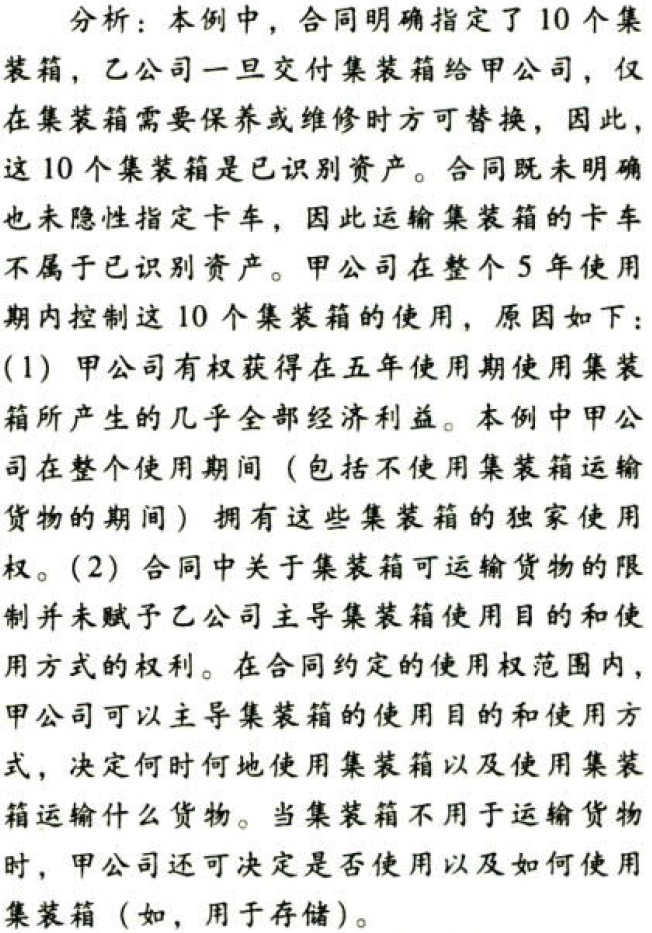 分析：本例中，合同明确指定了 10 个集
装箱，乙公司一旦交付集装箱给甲公司，仅
在集装箱需要保养或维修时方可替换，因此，
这 10 个集装箱是已识别资产。合同既未明确
也未隐性指定卡车，因此运输集装箱的卡车
不属于已识别资产。甲公司在整个 5 年使用
期内控制这 10 个集装箱的使用，原因如下：
(1) 甲公司有权获得在五年使用期使用集装
箱所产生的几乎全部经济利益。本例中甲公
司在整个使用期间（包括不使用集装箱运输
货物的期间）拥有这些集装箱的独家使用
权。(2) 合同中关于集装箱可运输货物的限
制并未赋予乙公司主导集装箱使用目的和使
用方式的权利。在合同约定的使用权范围内，
甲公司可以主导集装箱的使用目的和使用方
式，决定何时何地使用集装箱以及使用集装
箱运输什么货物。当集装箱不用于运输货物
时，甲公司还可决定是否使用以及如何使用
集装箱（如，用于存储）。